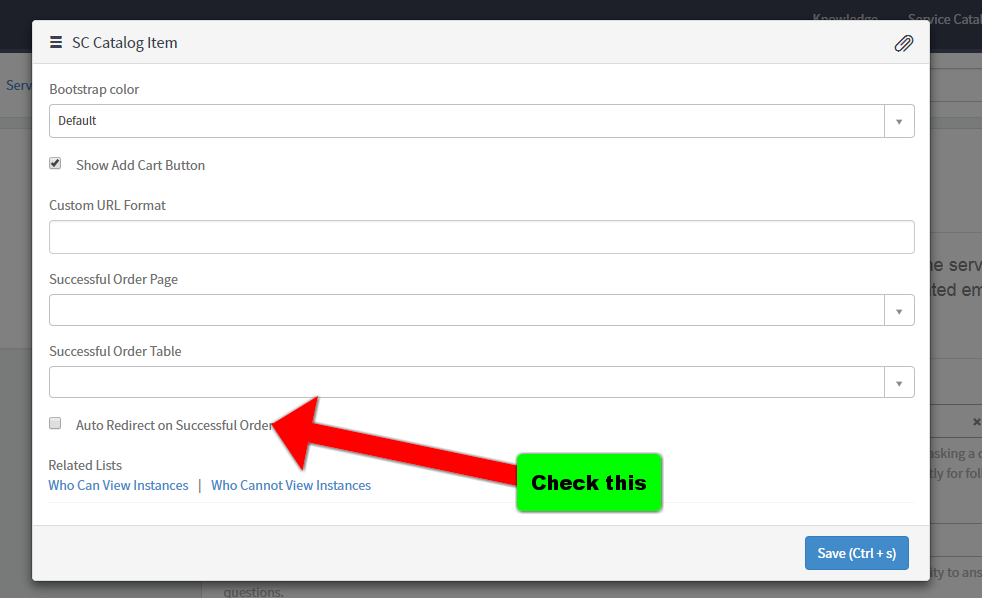 Knowledge Service Catal
SC Catalog Item
Serv
Bootstrap color
Default
Show Add Cart Button
Custom URL Format
Successful Order Page
he serv
ted em
Successful Order Table
Auto Redirect on Successful Order
asking a
tly for fol
Related Lists
Who Can View Instances | Who Cannot View Instances
Check this
Save (Ctrl + s)
ity to ans
questions.